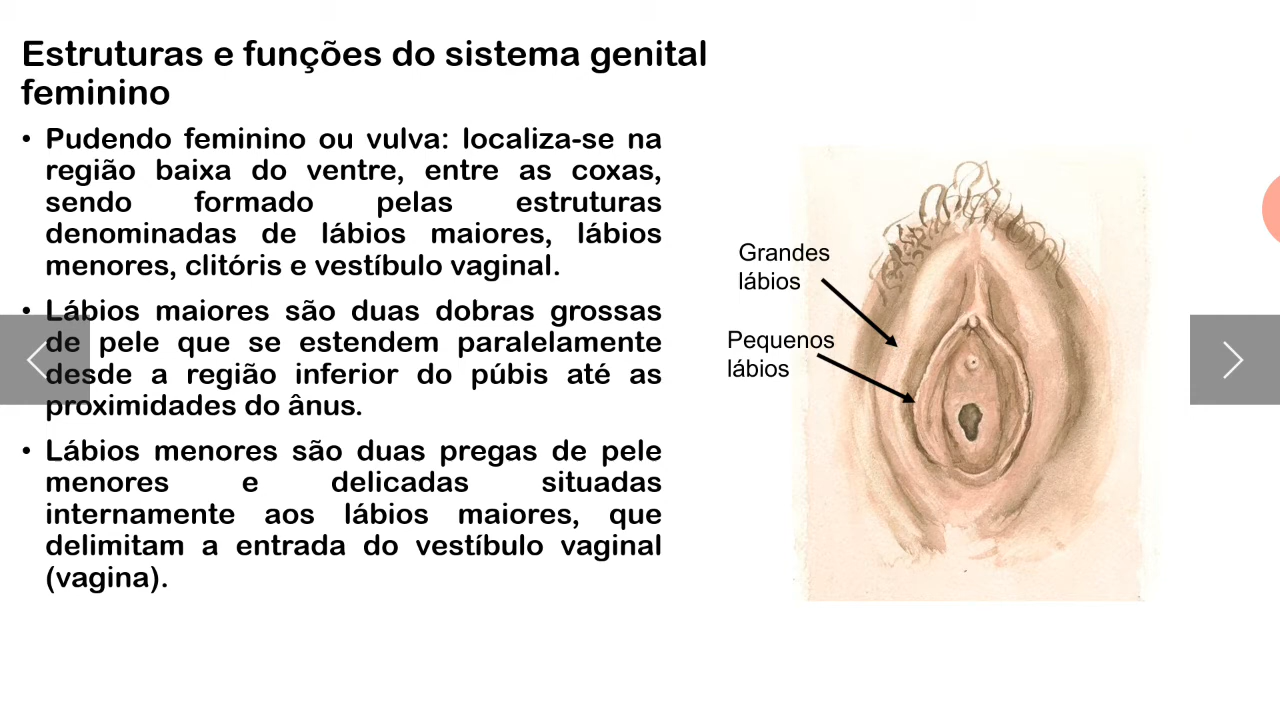 Estruturas e funções do sistema genital
feminino
• Pudendo feminino ou vulva: localiza-se na
região baixa do ventre, entre as coxas,
sendo formado pelas estruturas
denominadas de lábios maiores, lábios
menores, clitóris e vestíbulo vaginal.
• Lábios maiores são duas dobras grossas
de pele que se estendem paralelamente
desde a região inferior do púbis até as
proximidades do ânus.
• Lábios menores são duas pregas de pele
menores e delicadas situadas
internamente aos lábios maiores, que
delimitam a entrada do vestíbulo vaginal
(vagina).
Grandes
lábios
Pequenos
lábios